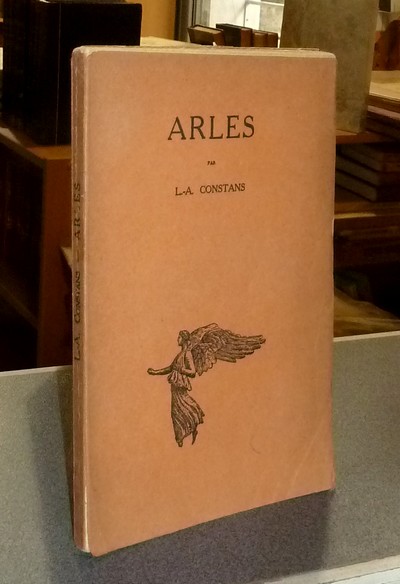 ARLES
PAR
L.-A. CONSTANS
L.-A. CONSTANS — ARLES